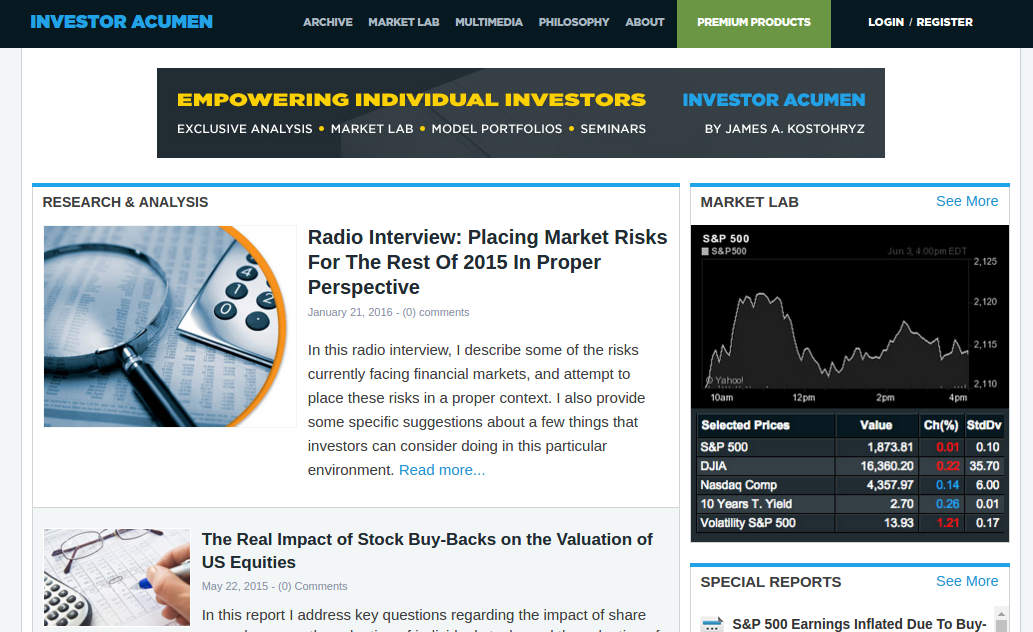 INVESTOR ACUMEN
ARCHIVE MARKET LAB MULTIMEDIA PHILOSOPHY ABOUT PREMIUM PRODUCTS LOGIN / REGISTER
EMPOWERING INDIVIDUAL INVESTORS
EXCLUSIVE ANALYSIS • MARKET LAB • MODEL PORTFOLIOS • SEMINARS
INVESTOR ACUMEN
BY JAMES A. KOSTOHRYZ
RESEARCH & ANALYSIS
4
1 2
0
Radio Interview: Placing Market Risks
For The Rest Of 2015 In Proper
Perspective
January 21, 2016 - (0) comments
In this radio interview, I describe some of the risks
currently facing financial markets, and attempt to
place these risks in a proper context. I also provide
some specific suggestions about a few things that
investors can consider doing in this particular
environment. Read more...
The Real Impact of Stock Buy-Backs on the Valuation of
US Equities
May 22, 2015 - (0) Comments
In this report I address key questions regarding the impact of share
MARKET LAB See More
S&P 500
S&P500 Jun 3, 4:00pm EDT
2,125
2,120
2,115
2,110
© Yahoo!
10am 12pm 2pm 4pm
Selected Prices Value Ch(%) StdDv
S&P 500 1,873.81 0.01 0.10
DJIA 16,360.20 0.22 35.70
Nasdaq Comp 4,357.97 0.14 6.00
10 Years T. Yield 2.70 0.26 0.01
Volatility S&P 500 13.93 1.21 0.17
SPECIAL REPORTS See More
S&P 500 Earnings Inflated Due To Buy-